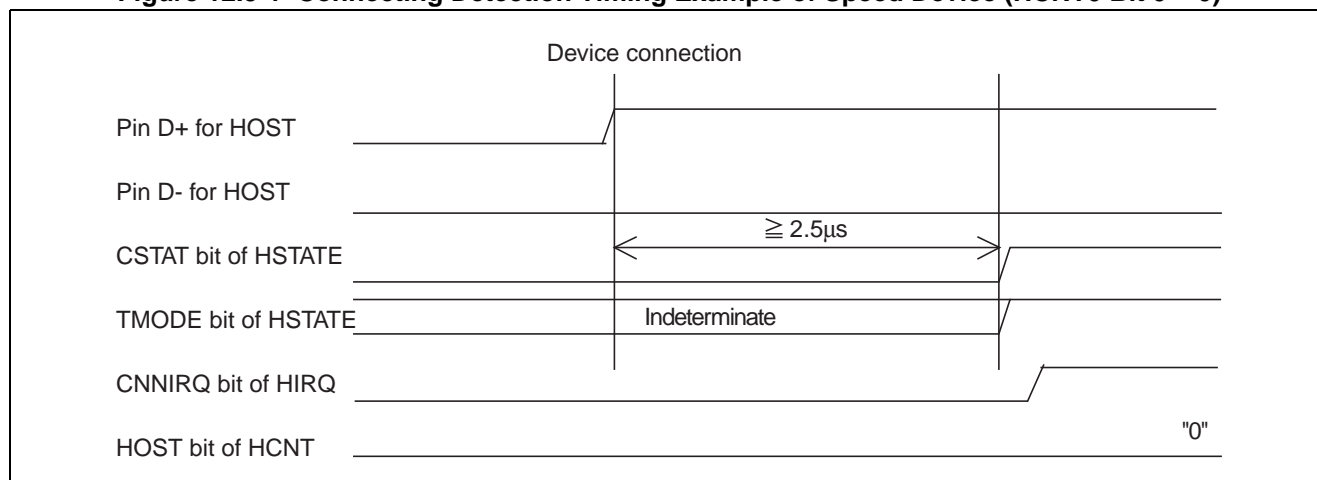 Device connection
Pin D+ for HOST
Pin D- for HOST
≧ 2.5μs
CSTAT bit of HSTATE
TMODE bit of HSTATE
Indeterminate
CNNIRQ bit of HIRQ
"0"
HOST bit of HCNT